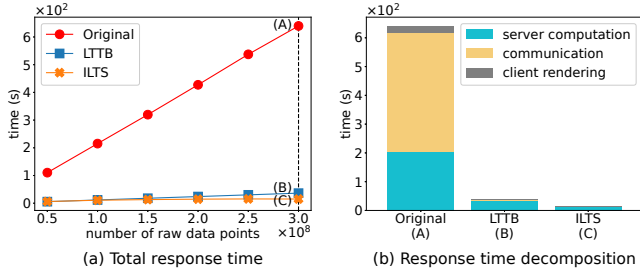 ×10²
6
5
4
3
2
1
0
time (s)
Original
LTTB
ILTS
(A)
(B)
(C)
0.5 1.0 1.5 2.0 2.5 3.0
number of raw data points ×10⁸
(a) Total response time
×10²
6
5
4
3
2
1
0
time (s)
server computation
communication
client rendering
Original LTTB ILTS
(A) (B) (C)
(b) Response time decomposition